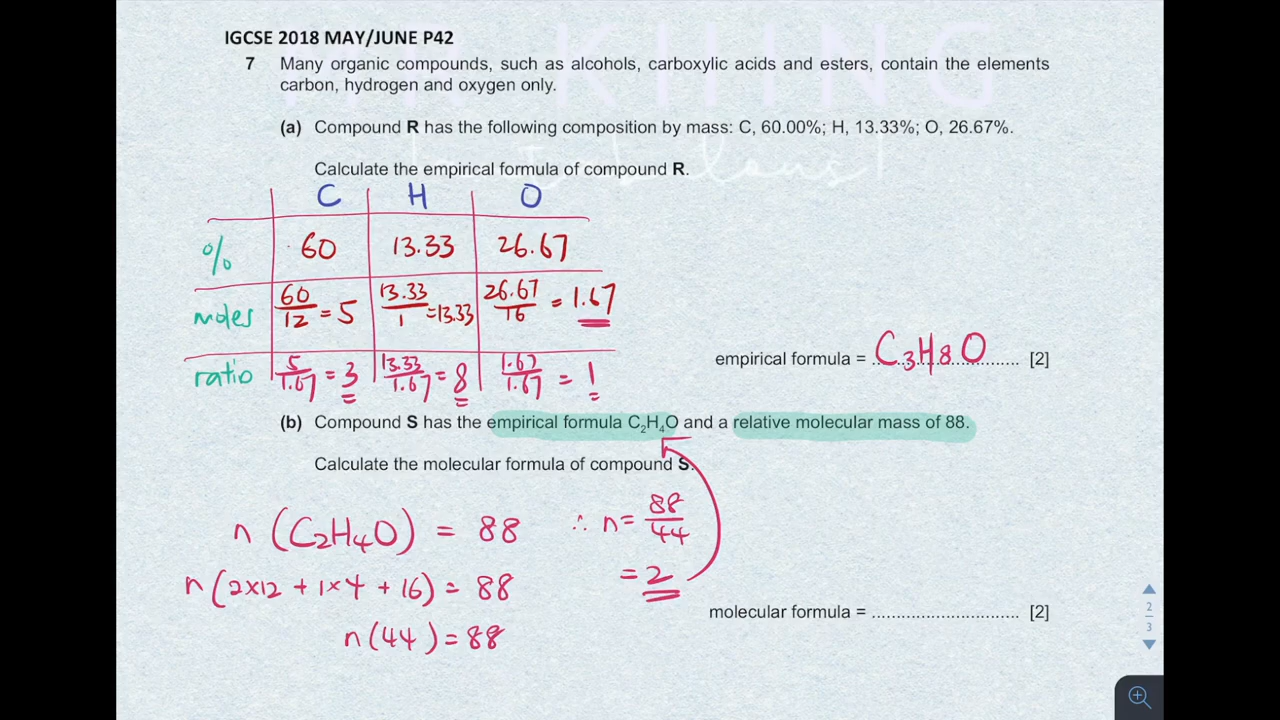 IGCSE 2018 MAY/JUNE P42
7 Many organic compounds, such as alcohols, carboxylic acids and esters, contain the elements
carbon, hydrogen and oxygen only.
(a) Compound R has the following composition by mass: C, 60.00%; H, 13.33%; O, 26.67%.
Calculate the empirical formula of compound R.
C H O
% 60 13.33 26.67
moles 60/12 = 5 13.33/1 = 13.33 26.67/16 = 1.67
ratio 5/1.67 = 3 13.33/1.67 = 8 1.67/1.67 = 1
empirical formula = C₃H₈O [2]
(b) Compound S has the empirical formula C₂H₄O and a relative molecular mass of 88.
Calculate the molecular formula of compound S.
n (C₂H₄O) = 88 ∴ n = 88/44
n (2×12 + 1×4 + 16) = 88 = 2
n (44) = 88
molecular formula = .............................. [2]
2
3